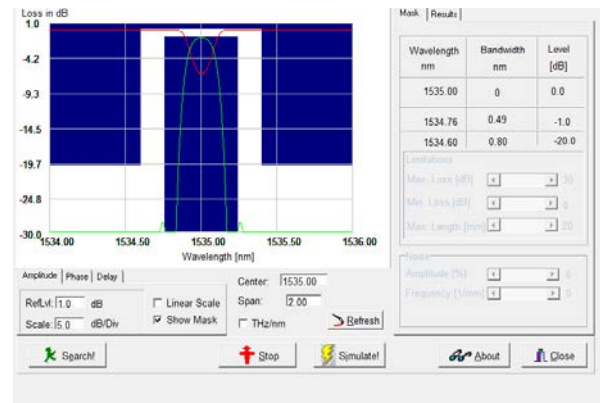 Loss in dB
1.0
-4.2
-9.3
-14.5
-19.7
-24.8
-30.0
1534.00 1534.50 1535.00 1535.50 1536.00
Wavelength [nm]
Amplitude Phase Delay
RefLvl: 1.0 dB
Scale: 5.0 dB/Div
Linear Scale
Show Mask
Center: 1535.00
Span: 2.00
THz/nm
Refresh
Mask Results
Wavelength Bandwidth Level
nm nm [dB]
1535.00 0 0.0
1534.76 0.49 -1.0
1534.60 0.80 -20.0
Limitations
Max. Loss [dB] 30
Min. Loss [dB] 0
Max. Length [mm] 20
Noise
Amplitude (%) 0
Frequency [1/mm] 0
Search! Stop Simulate! About Close